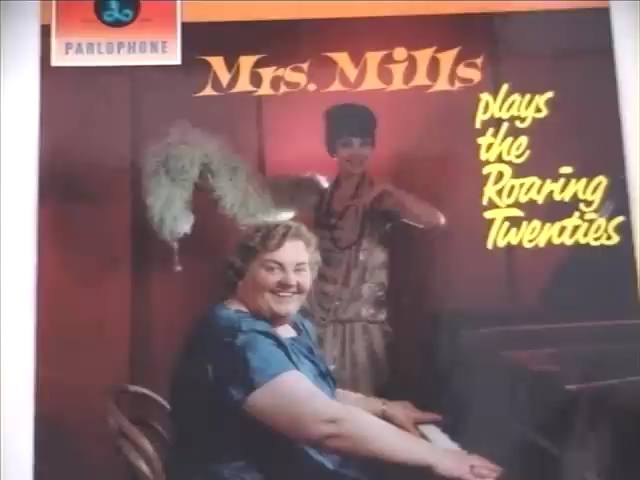 PARLOPHONE
Mrs. Mills
plays
the
Roaring
Twenties